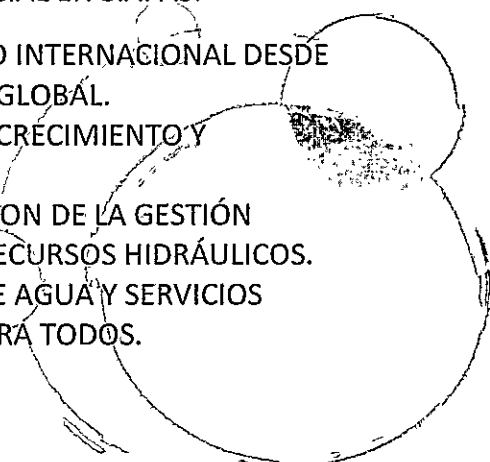 O INTERNACIONAL DESDE
GLOBAL.
CRECIMIENTO Y
ON DE LA GESTIÓN
ECURSOS HIDRÁULICOS.
E AGUA Y SERVICIOS
RA TODOS.